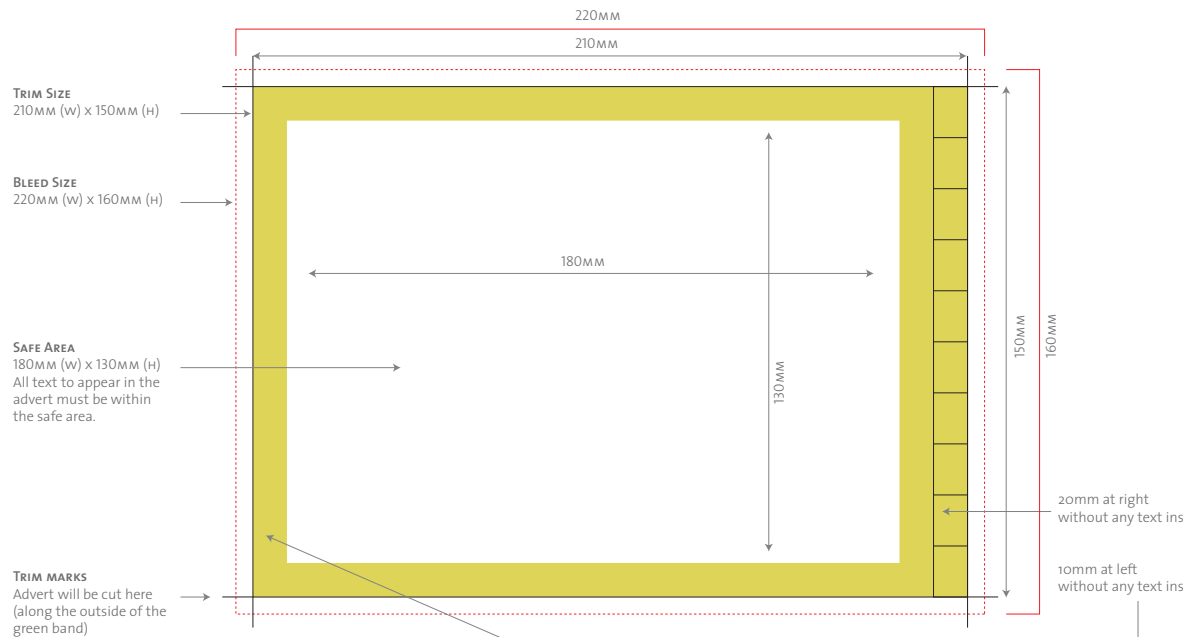 220MM
210MM
Trim Size
210MM (W) x 150MM (H)
Bleed Size
220MM (W) x 160MM (H)
180MM
Safe Area
180MM (W) x 130MM (H)
All text to appear in the
advert must be within
the safe area.
130MM
150MM
160MM
20mm at right
without any text ins
10mm at left
without any text ins
Trim marks
Advert will be cut here
(along the outside of the
green band)